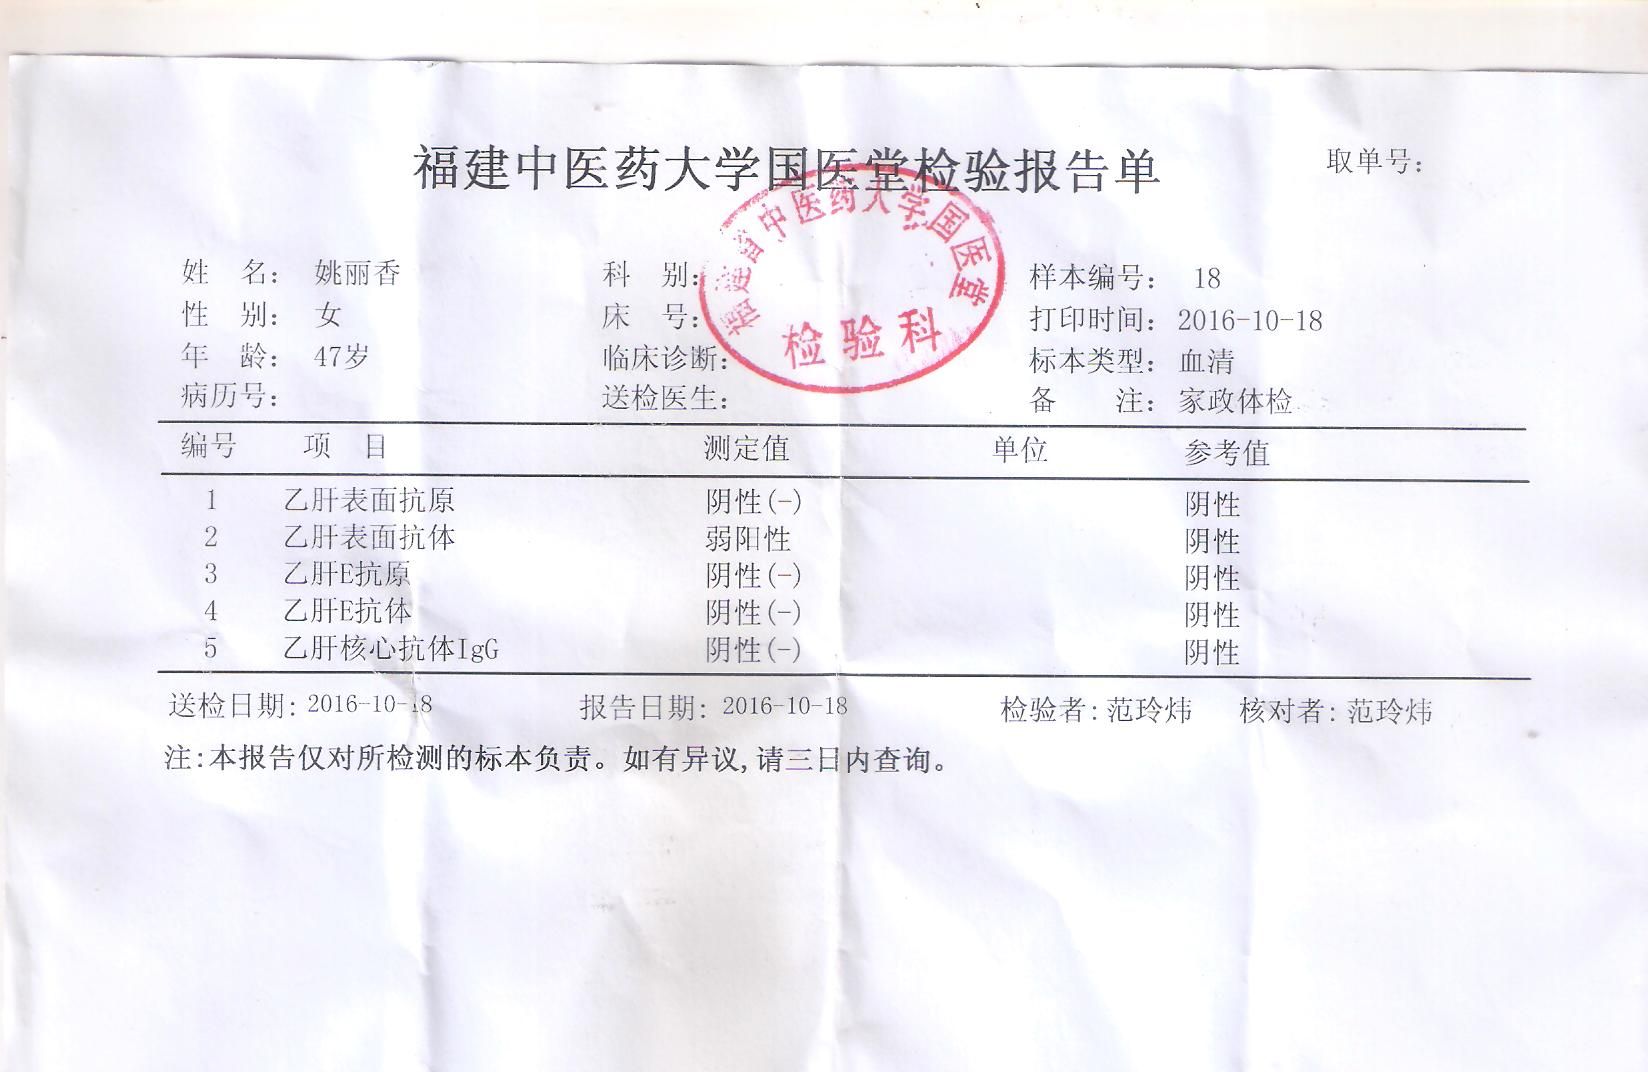 福建中医药大学国医堂检验报告单 取单号:
福建省中医药大学国医堂
检验科
姓 名: 姚丽香 科 别: 样本编号: 18
性 别: 女 床 号: 打印时间: 2016-10-18
年 龄: 47岁 临床诊断: 标本类型: 血清
病历号: 送检医生: 备 注: 家政体检
编号 项 目 测定值 单位 参考值
1 乙肝表面抗原 阴性(-) 阴性
2 乙肝表面抗体 弱阳性 阴性
3 乙肝E抗原 阴性(-) 阴性
4 乙肝E抗体 阴性(-) 阴性
5 乙肝核心抗体IgG 阴性(-) 阴性
送检日期: 2016-10-18 报告日期: 2016-10-18 检验者: 范玲炜 核对者: 范玲炜
注:本报告仅对所检测的标本负责。如有异议,请三日内查询。